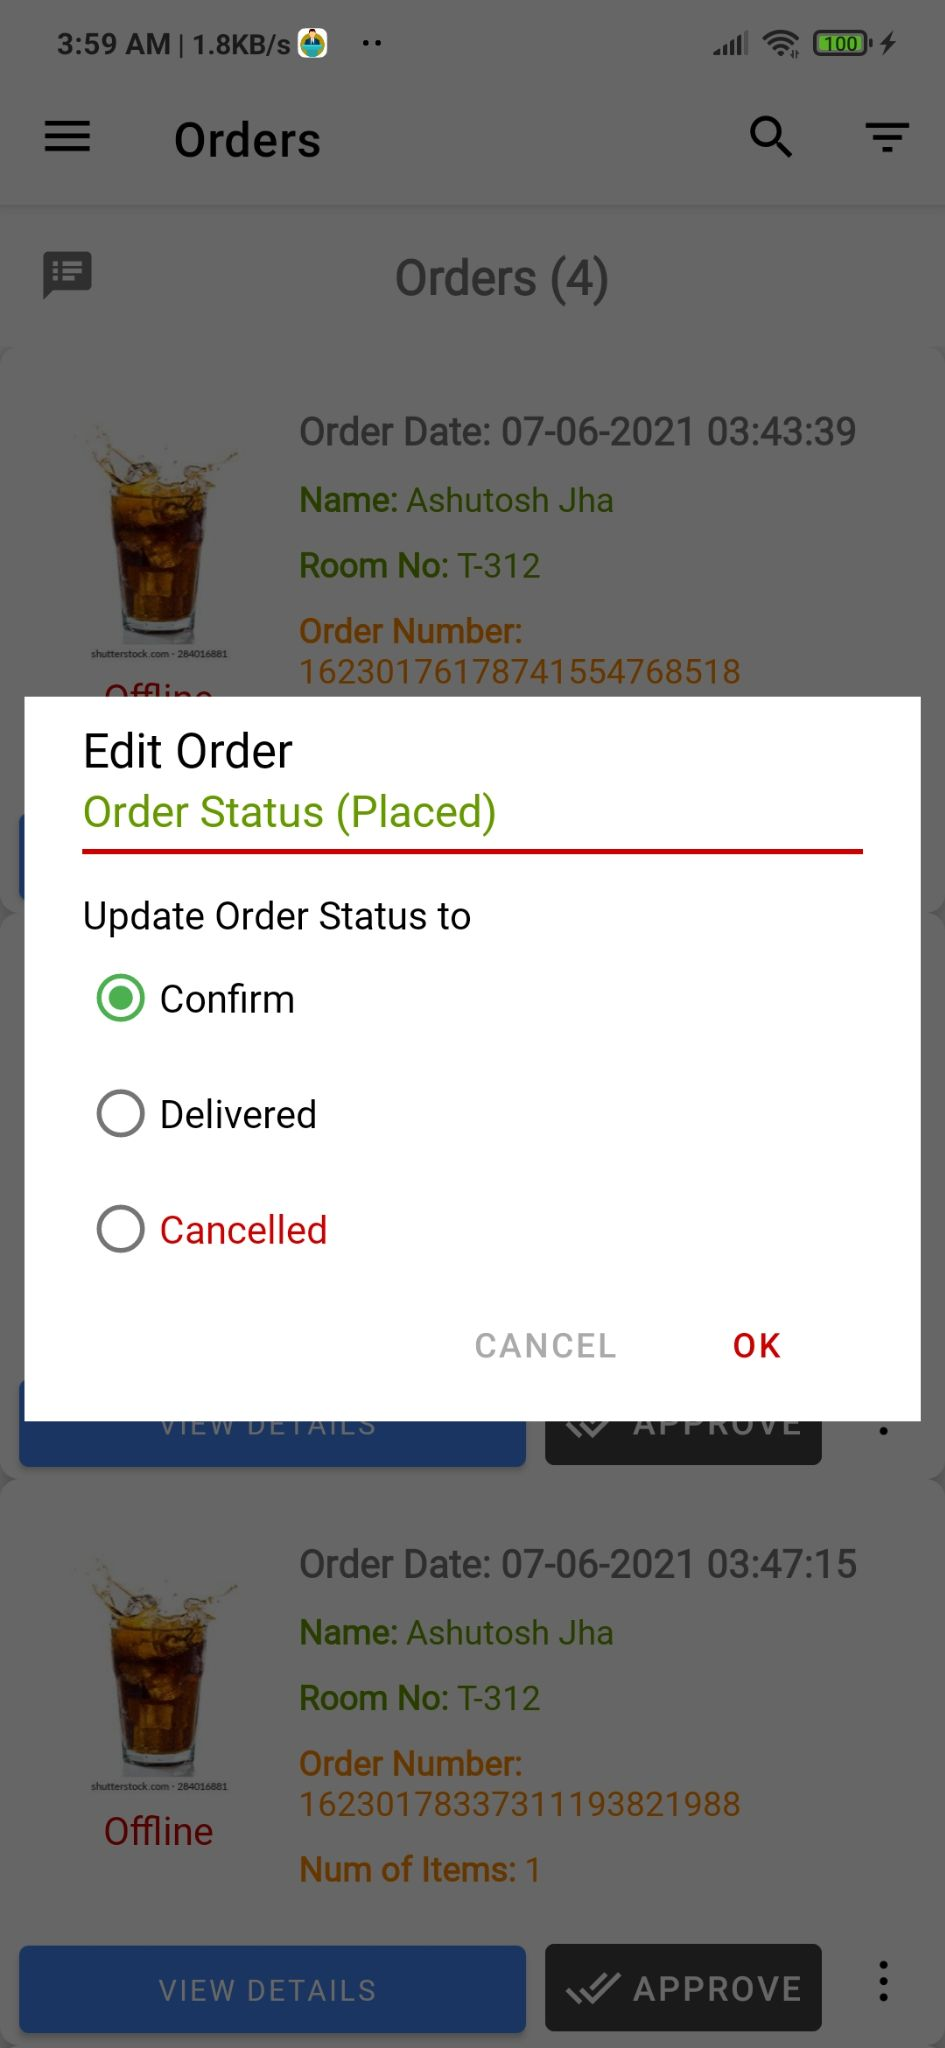 3:59 AM | 1.8KB/s
100
Orders
Orders (4)
Order Date: 07-06-2021 03:43:39
Name: Ashutosh Jha
Room No: T-312
Order Number:
16230176178741554768518
shutterstock.com · 284016881
Offline
Edit Order
Order Status (Placed)
Update Order Status to
Confirm
Delivered
Cancelled
CANCEL
OK
VIEW DETAILS
APPROVE
Order Date: 07-06-2021 03:47:15
Name: Ashutosh Jha
Room No: T-312
Order Number:
16230178337311193821988
shutterstock.com · 284016881
Offline
Num of Items: 1
VIEW DETAILS
APPROVE